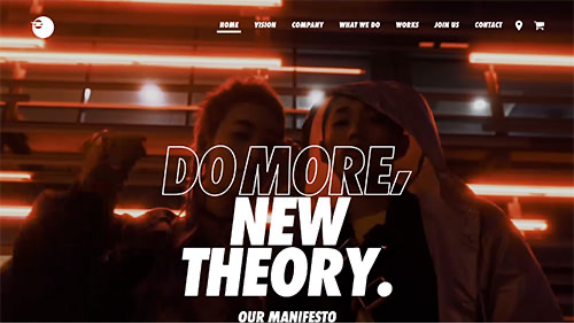 HOME VISION COMPANY WHAT WE DO WORKS JOIN US CONTACT
DO MORE,
NEW
THEORY.
OUR MANIFESTO